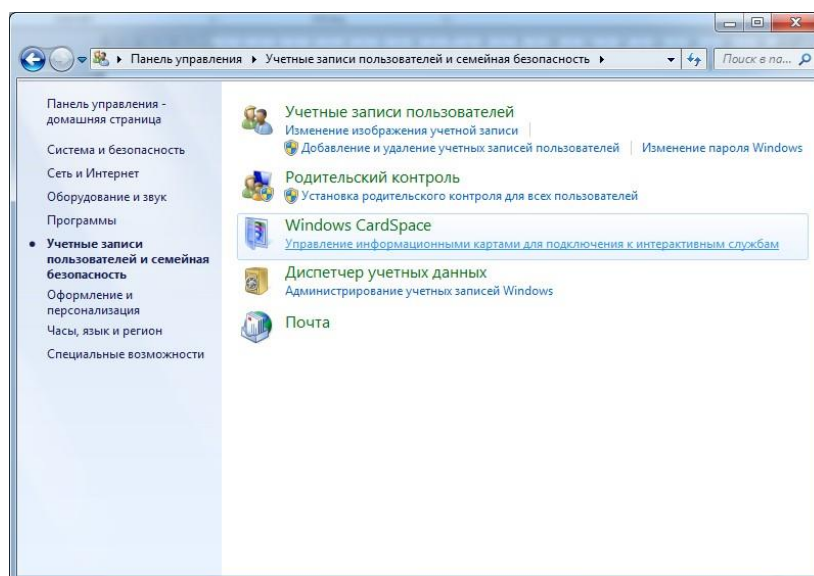 Панель управления ▸ Учетные записи пользователей и семейная безопасность ▸
Поиск в па...
Панель управления -
домашняя страница
Система и безопасность
Сеть и Интернет
Оборудование и звук
Программы
Учетные записи
пользователей и семейная
безопасность
Оформление и
персонализация
Часы, язык и регион
Специальные возможности
Учетные записи пользователей
Изменение изображения учетной записи
Добавление и удаление учетных записей пользователей
Изменение пароля Windows
Родительский контроль
Установка родительского контроля для всех пользователей
Windows CardSpace
Управление информационными картами для подключения к интерактивным службам
Диспетчер учетных данных
Администрирование учетных записей Windows
Почта